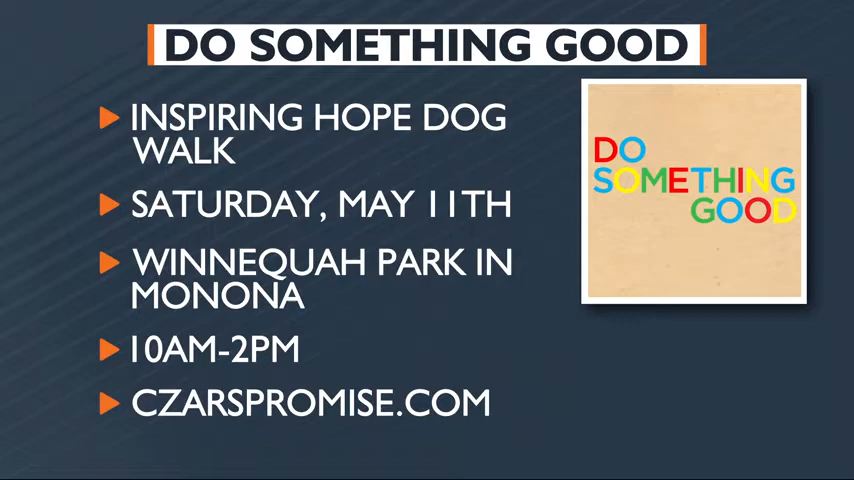 DO SOMETHING GOOD
INSPIRING HOPE DOG
WALK
SATURDAY, MAY 11TH
WINNEQUAH PARK IN
MONONA
10AM-2PM
CZARSPROMISE.COM
DO
SOMETHING
GOOD